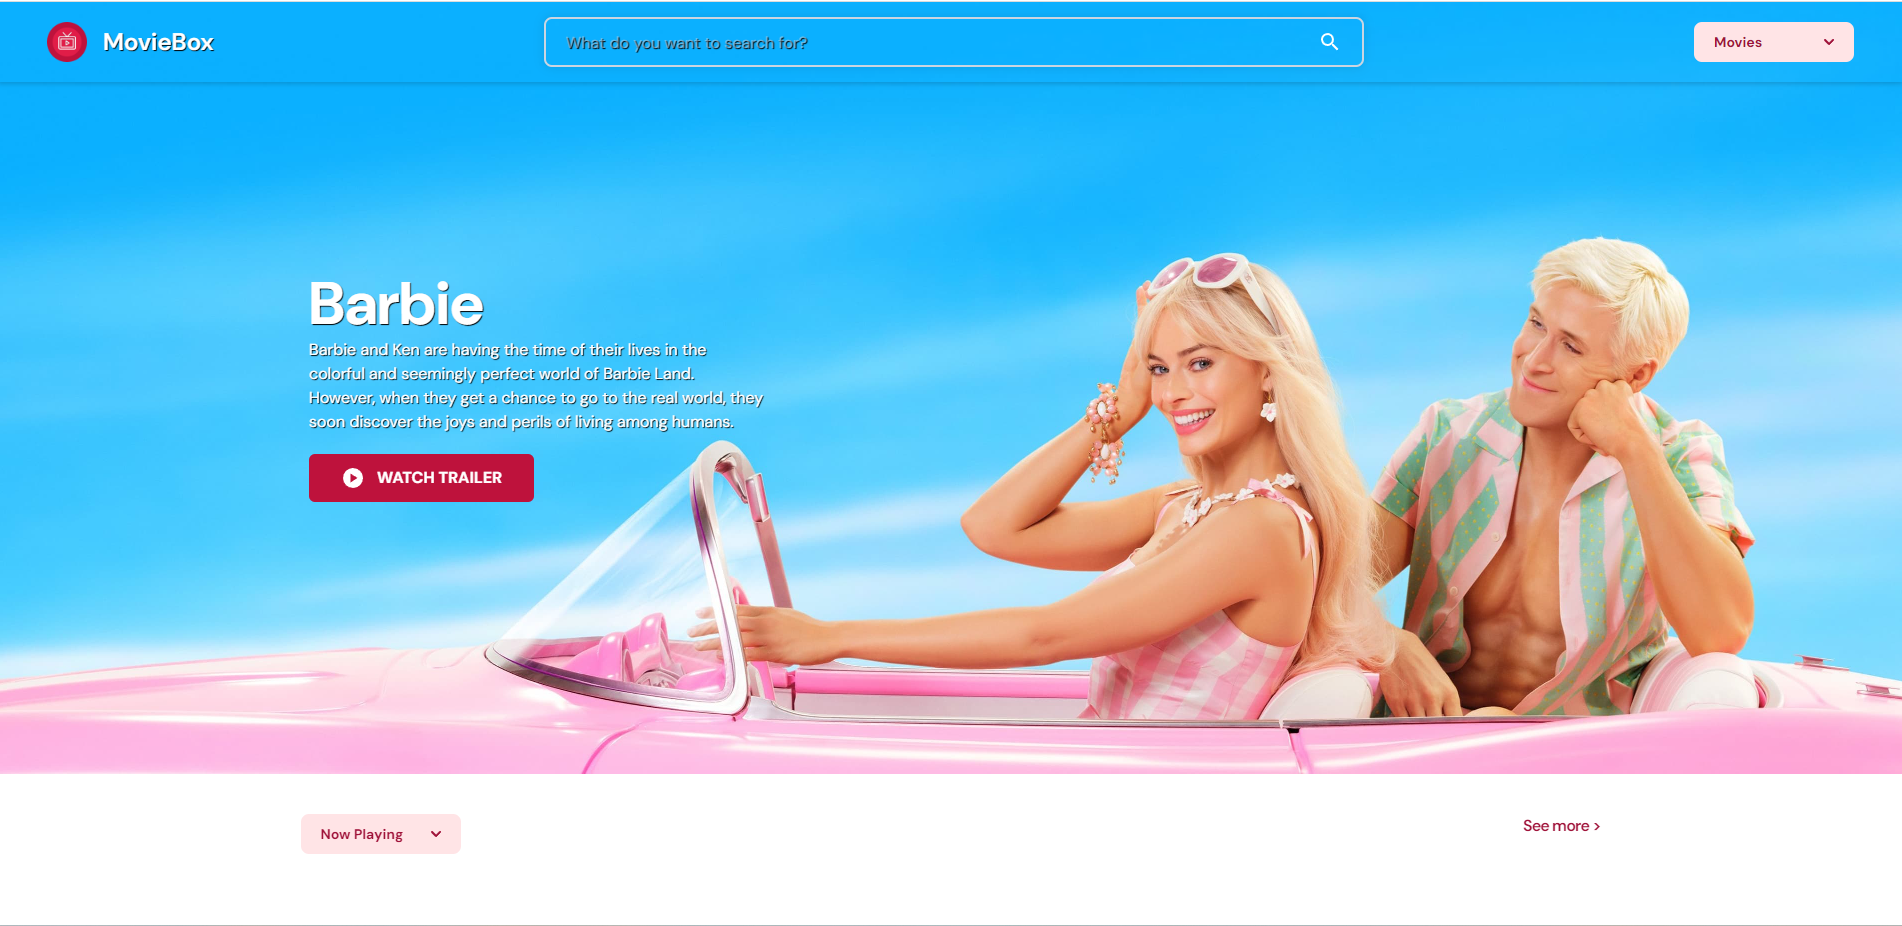 MovieBox
What do you want to search for?
Movies
Barbie
Barbie and Ken are having the time of their lives in the
colorful and seemingly perfect world of Barbie Land.
However, when they get a chance to go to the real world, they
soon discover the joys and perils of living among humans.
WATCH TRAILER
Now Playing
See more >